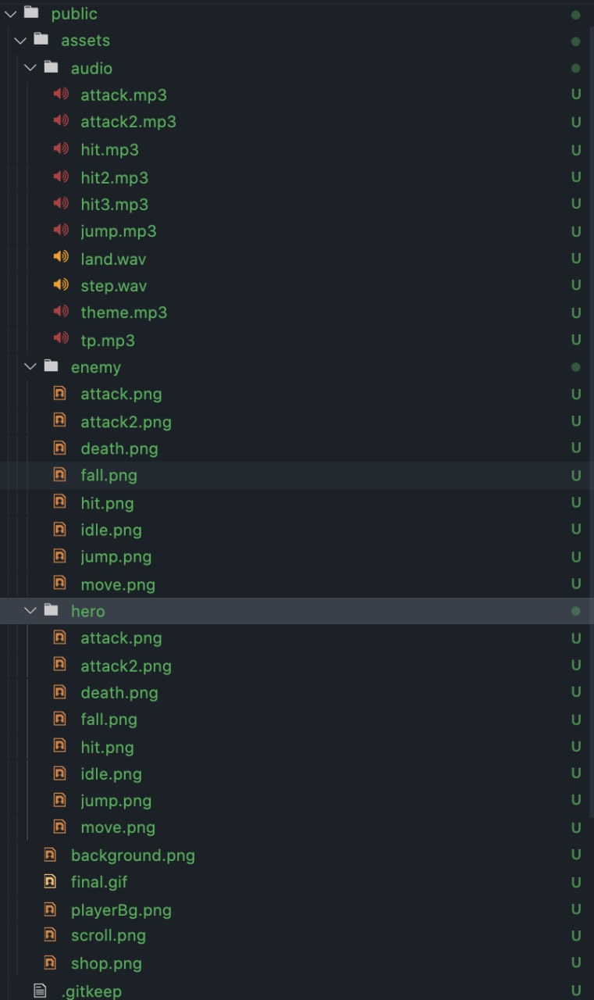 public
assets
audio
attack.mp3 U
attack2.mp3 U
hit.mp3 U
hit2.mp3 U
hit3.mp3 U
jump.mp3 U
land.wav U
step.wav U
theme.mp3 U
tp.mp3 U
enemy
attack.png U
attack2.png U
death.png U
fall.png U
hit.png U
idle.png U
jump.png U
move.png U
hero
attack.png U
attack2.png U
death.png U
fall.png U
hit.png U
idle.png U
jump.png U
move.png U
background.png U
final.gif U
playerBg.png U
scroll.png U
shop.png U
.gitkeep U